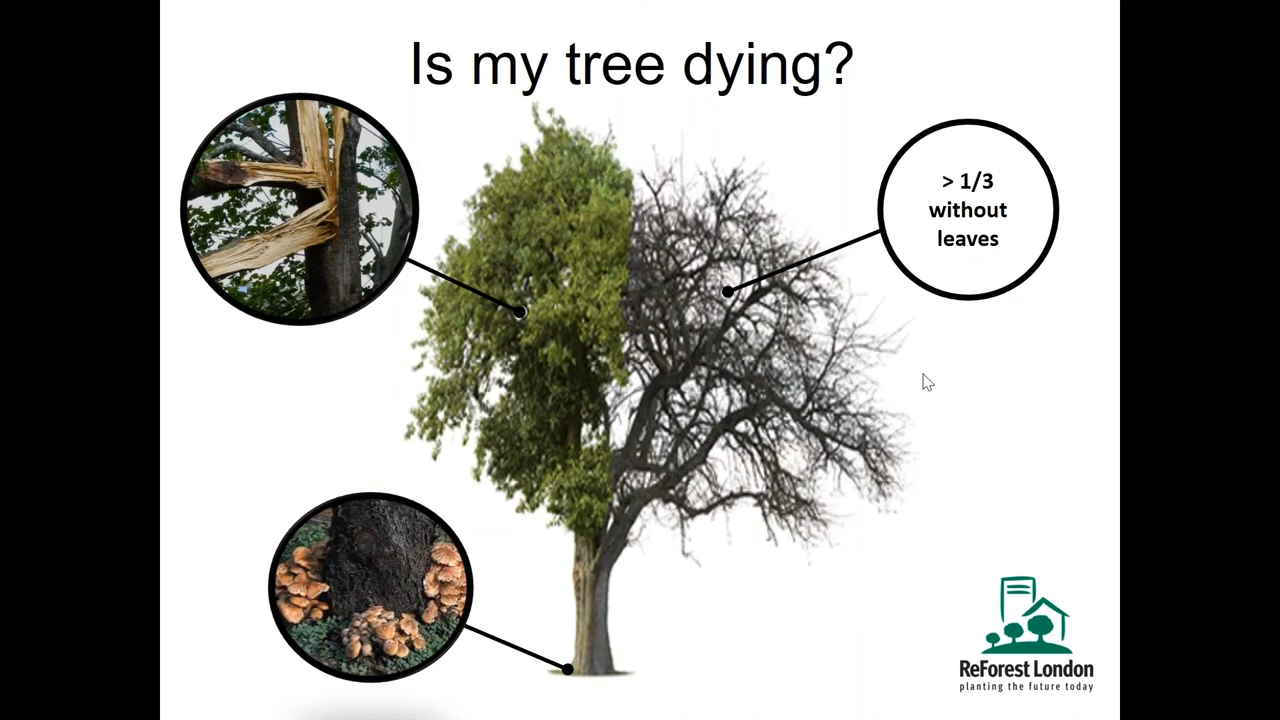 Is my tree dying?
> 1/3
without
leaves
ReForest London
planting the future today